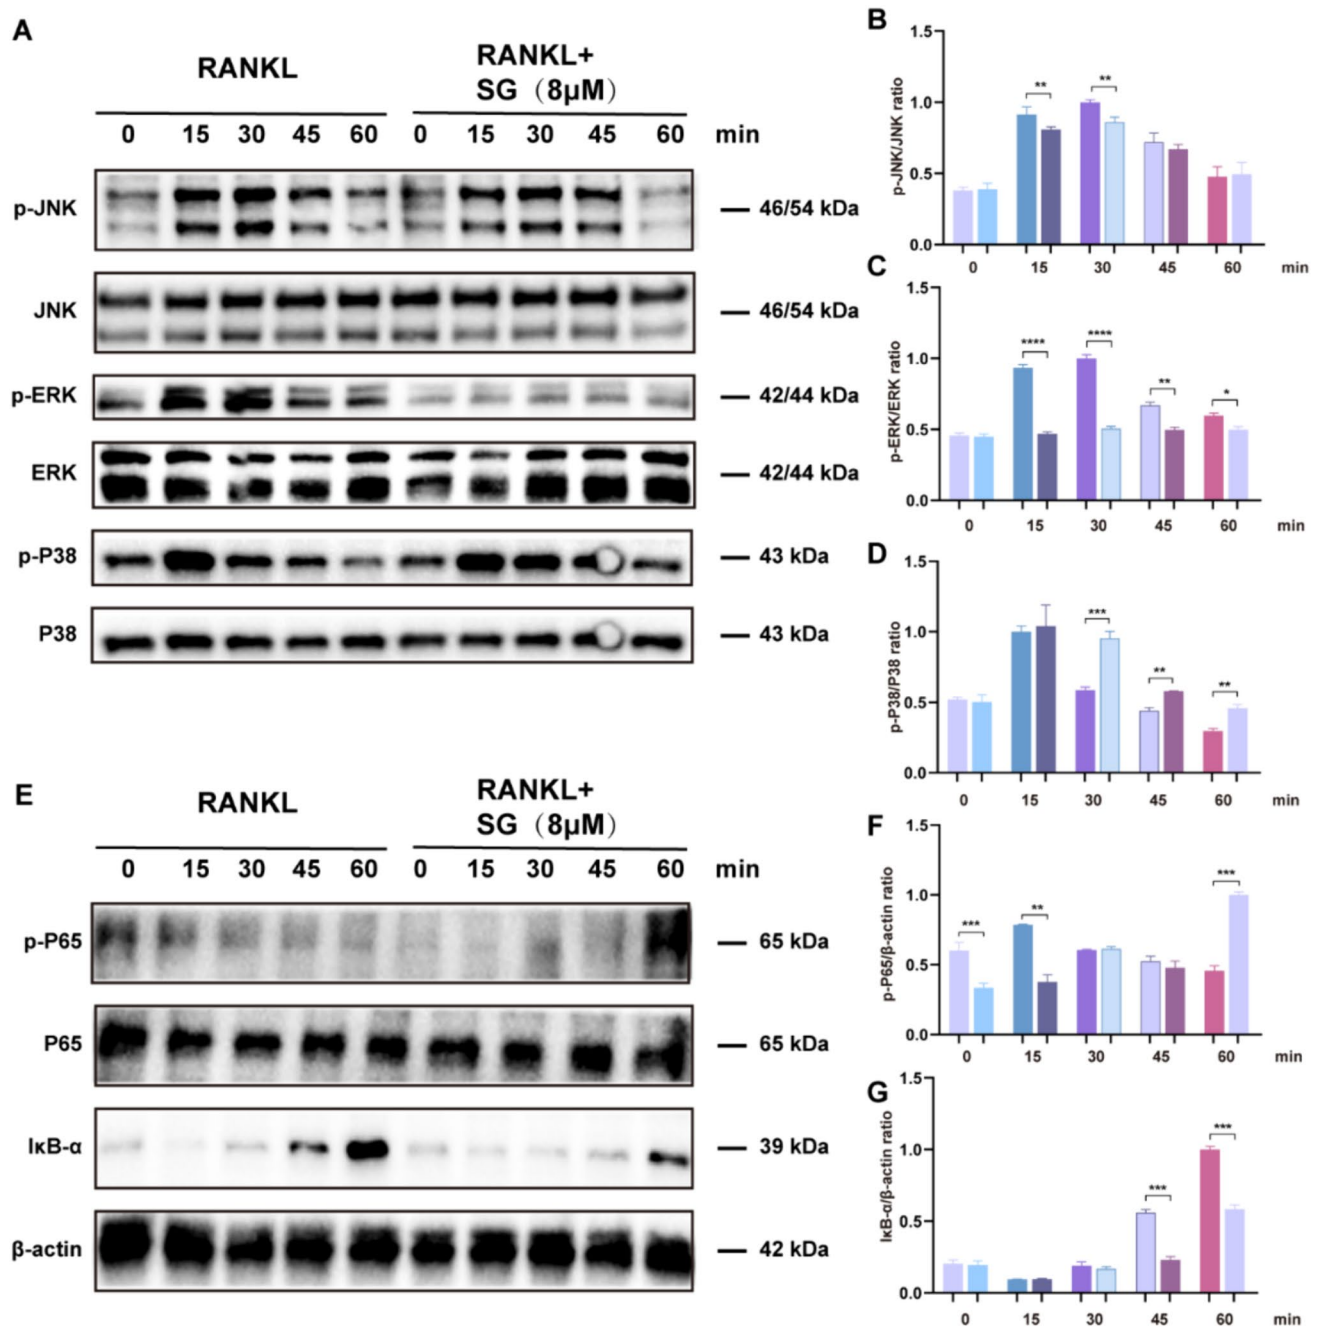 A
RANKL
RANKL+
SG（8μM）
0 15 30 45 60 0 15 30 45 60 min
p-JNK 46/54 kDa
JNK 46/54 kDa
p-ERK 42/44 kDa
ERK 42/44 kDa
p-P38 43 kDa
P38 43 kDa
B
p-JNK/JNK ratio
1.5
1.0
0.5
0.0
** **
0 15 30 45 60 min
C
p-ERK/ERK ratio
1.5
1.0
0.5
0.0
**** **** ** *
0 15 30 45 60 min
D
p-P38/P38 ratio
1.5
1.0
0.5
0.0
*** ** **
0 15 30 45 60 min
E
RANKL
RANKL+
SG（8μM）
0 15 30 45 60 0 15 30 45 60 min
p-P65 65 kDa
P65 65 kDa
IκB-α 39 kDa
β-actin 42 kDa
F
p-P65/β-actin ratio
1.5
1.0
0.5
0.0
*** ** ***
0 15 30 45 60 min
G
IκB-α/β-actin ratio
1.5
1.0
0.5
0.0
*** ***
0 15 30 45 60 min